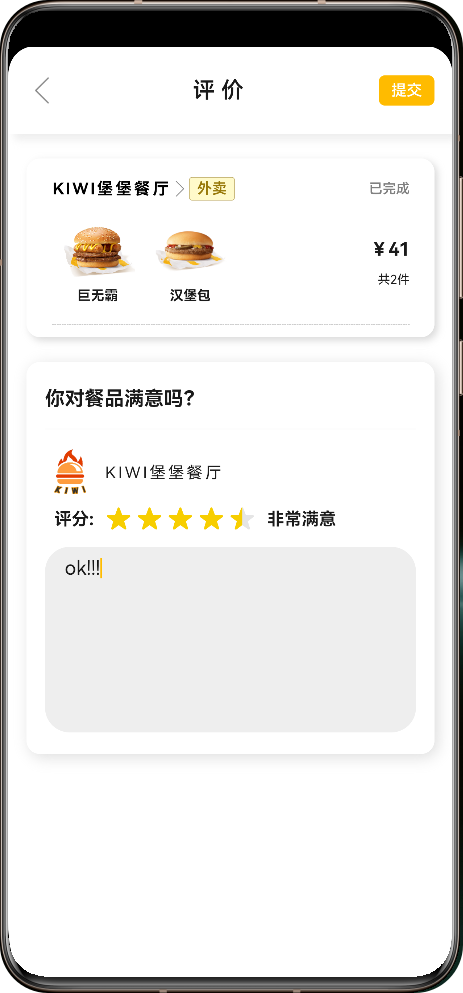 评价
提交
KIWI堡堡餐厅
外卖
已完成
巨无霸
汉堡包
¥41
共2件
你对餐品满意吗?
KIWI
KIWI堡堡餐厅
评分:
非常满意
ok!!!